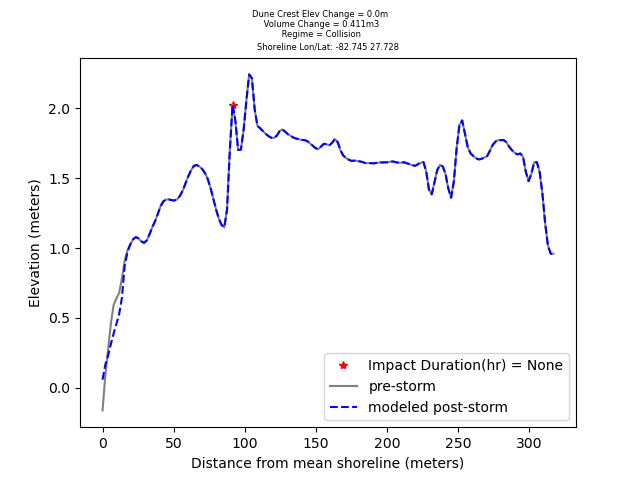 Dune Crest Elev Change = 0.0m
Volume Change = 0.411m3
Regime = Collision
Shoreline Lon/Lat: -82.745 27.728
Elevation (meters)
2.0
1.5
1.0
0.5
0.0
Impact Duration(hr) = None
pre-storm
modeled post-storm
0 50 100 150 200 250 300
Distance from mean shoreline (meters)